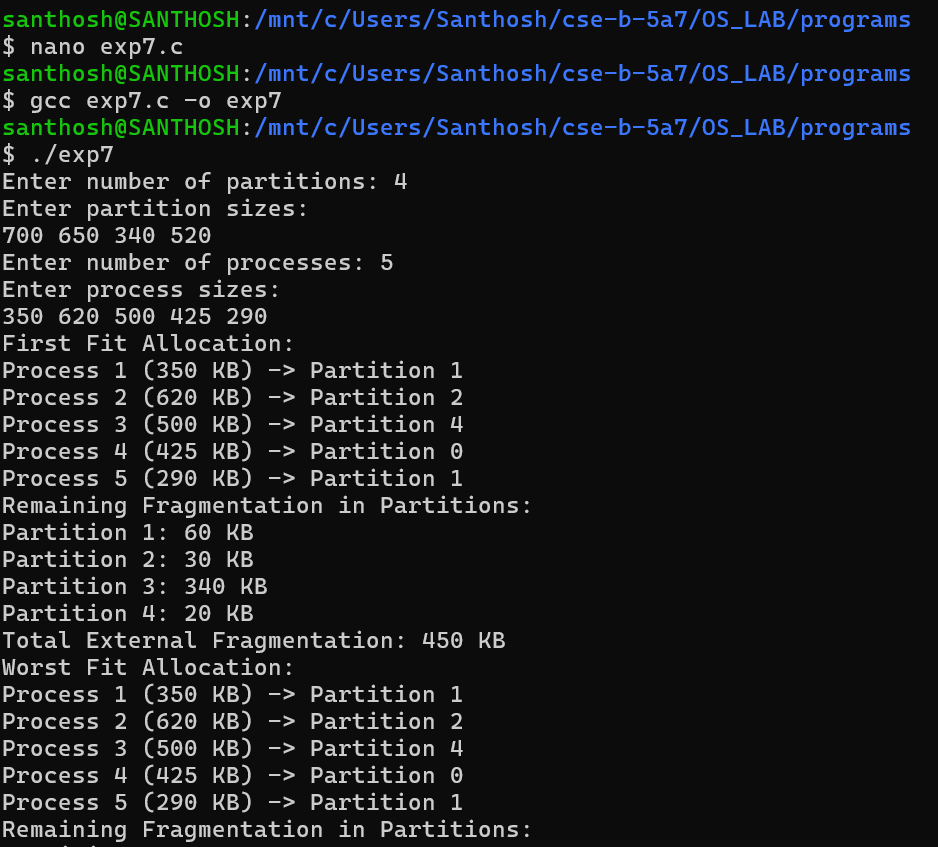 santhosh@SANTHOSH:/mnt/c/Users/Santhosh/cse-b-5a7/OS_LAB/programs
$ nano exp7.c
santhosh@SANTHOSH:/mnt/c/Users/Santhosh/cse-b-5a7/OS_LAB/programs
$ gcc exp7.c -o exp7
santhosh@SANTHOSH:/mnt/c/Users/Santhosh/cse-b-5a7/OS_LAB/programs
$ ./exp7
Enter number of partitions: 4
Enter partition sizes:
700 650 340 520
Enter number of processes: 5
Enter process sizes:
350 620 500 425 290
First Fit Allocation:
Process 1 (350 KB) -> Partition 1
Process 2 (620 KB) -> Partition 2
Process 3 (500 KB) -> Partition 4
Process 4 (425 KB) -> Partition 0
Process 5 (290 KB) -> Partition 1
Remaining Fragmentation in Partitions:
Partition 1: 60 KB
Partition 2: 30 KB
Partition 3: 340 KB
Partition 4: 20 KB
Total External Fragmentation: 450 KB
Worst Fit Allocation:
Process 1 (350 KB) -> Partition 1
Process 2 (620 KB) -> Partition 2
Process 3 (500 KB) -> Partition 4
Process 4 (425 KB) -> Partition 0
Process 5 (290 KB) -> Partition 1
Remaining Fragmentation in Partitions: